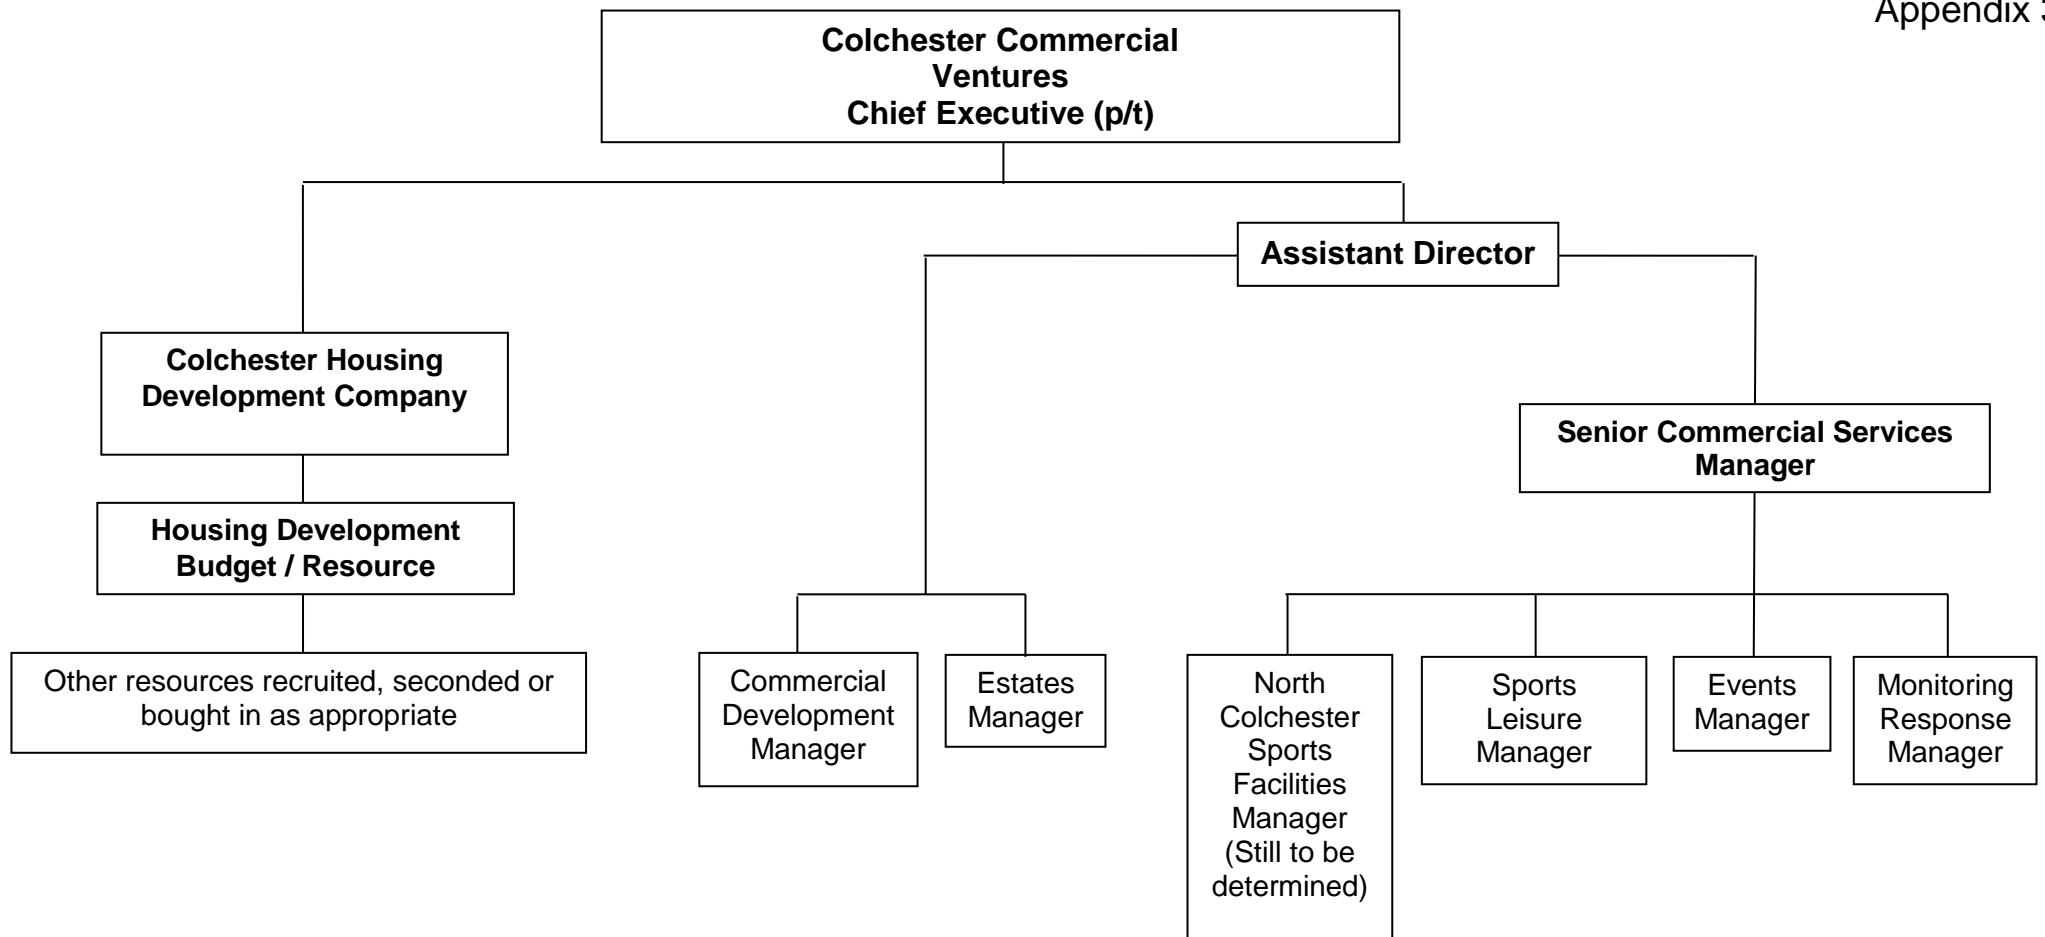 Appendix 3
Colchester Commercial
Ventures
Chief Executive (p/t)
Assistant Director
Colchester Housing
Development Company
Senior Commercial Services
Manager
Housing Development
Budget / Resource
Other resources recruited, seconded or
bought in as appropriate
Commercial
Development
Manager
Estates
Manager
North
Colchester
Sports
Facilities
Manager
(Still to be
determined)
Sports
Leisure
Manager
Events
Manager
Monitoring
Response
Manager